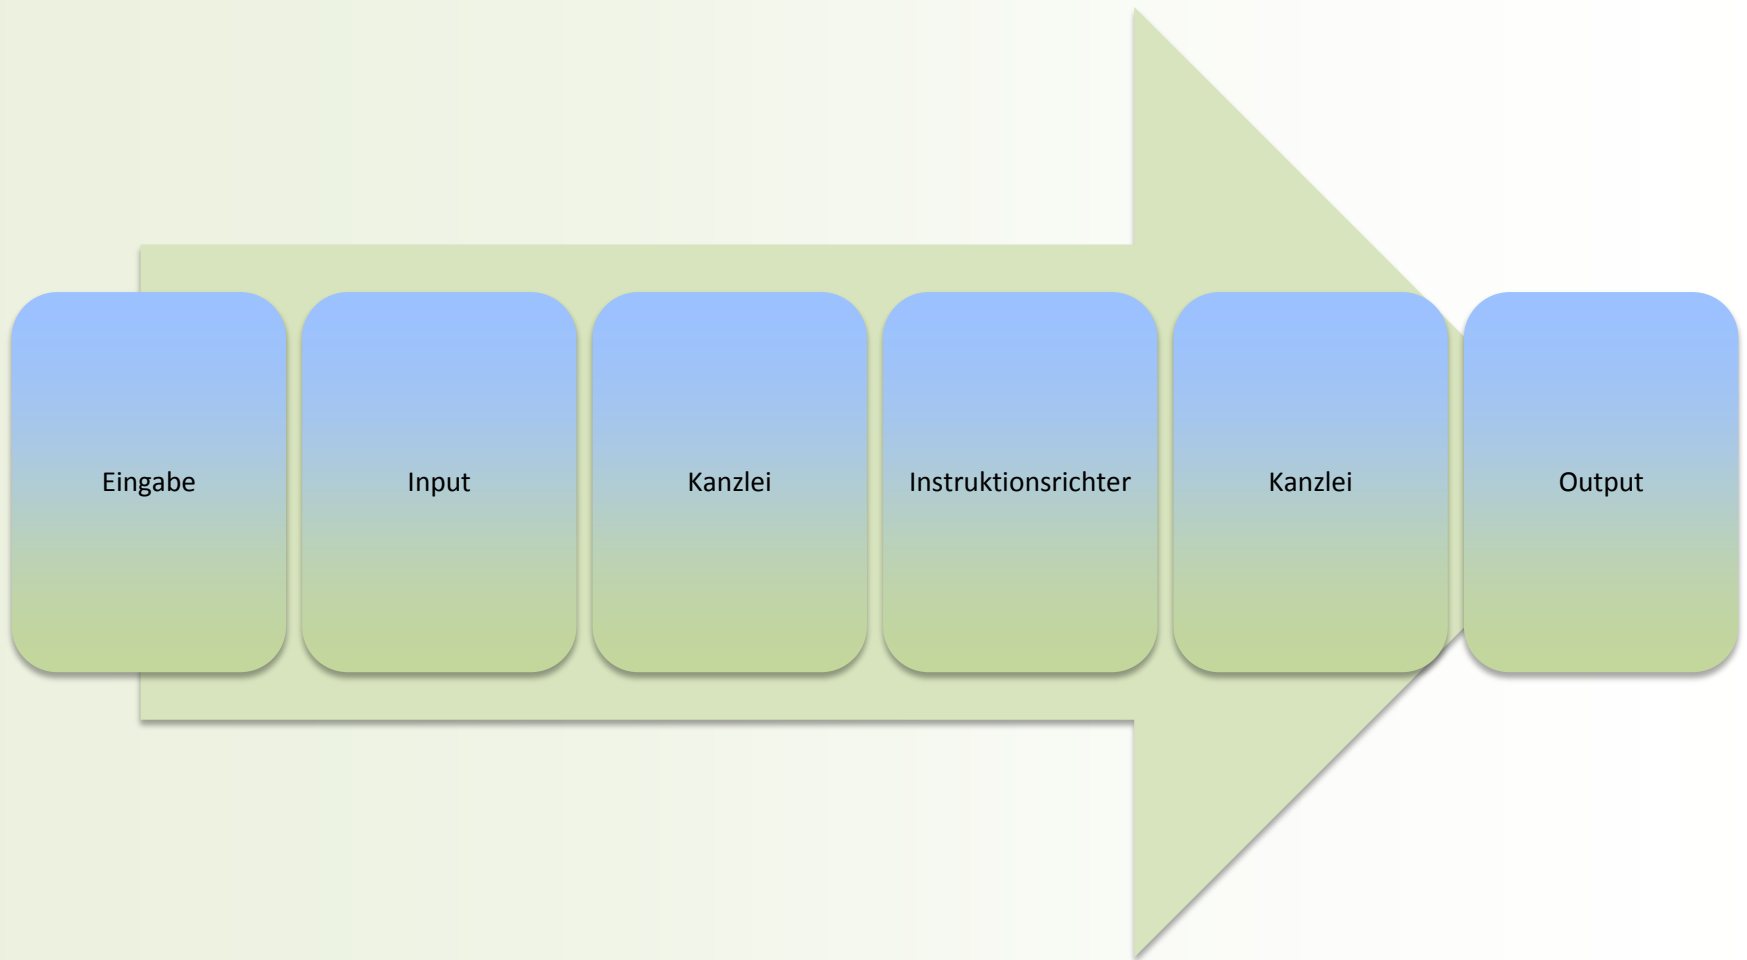 Eingabe
Input
Kanzlei
Instruktionsrichter
Kanzlei
Output